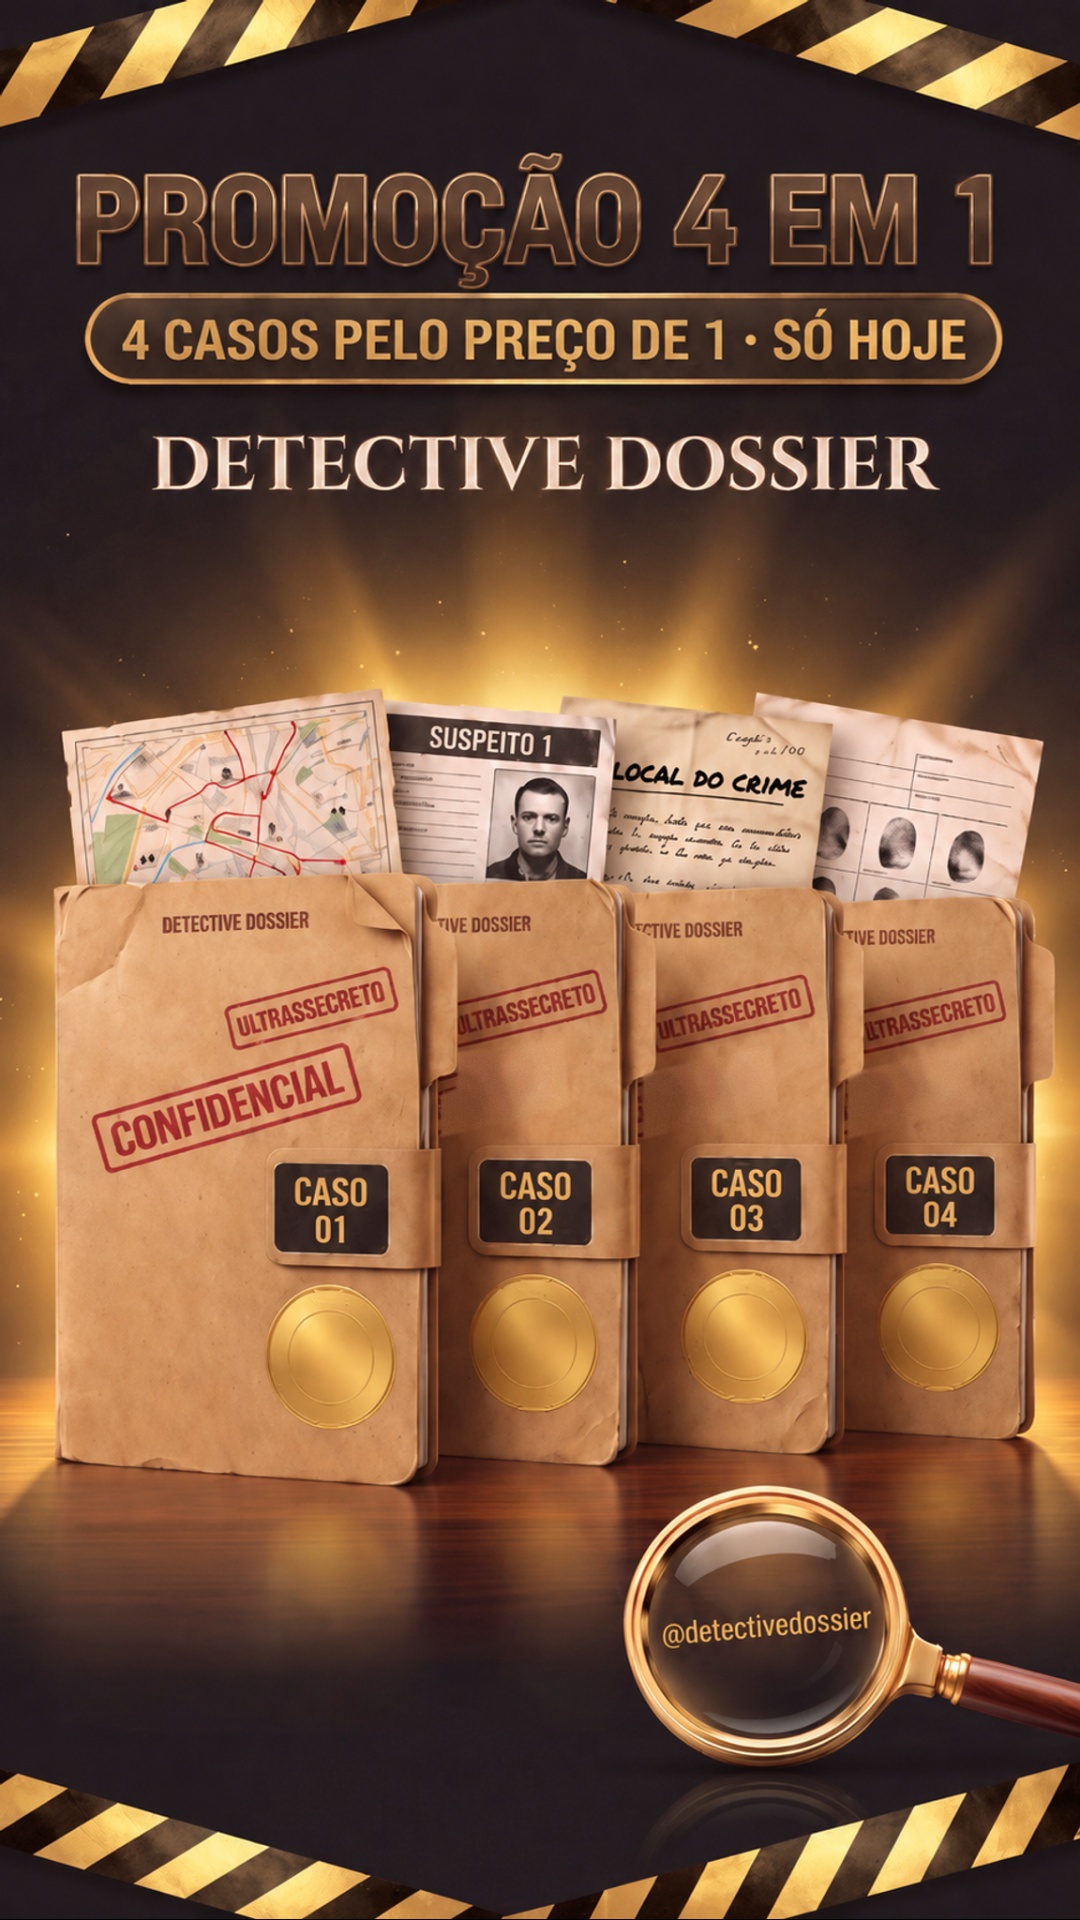 PROMOÇÃO 4 EM 1
4 CASOS PELO PREÇO DE 1 • SÓ HOJE
DETECTIVE DOSSIER
SUSPEITO 1
LOCAL DO CRIME
DETECTIVE DOSSIER
TIVE DOSSIER
CTIVE DOSSIER
TIVE DOSSIER
ULTRASSECRETO
ULTRASSECRETO
ULTRASSECRETO
ULTRASSECRETO
CONFIDENCIAL
CASO
01
CASO
02
CASO
03
CASO
04
@detectivedossier